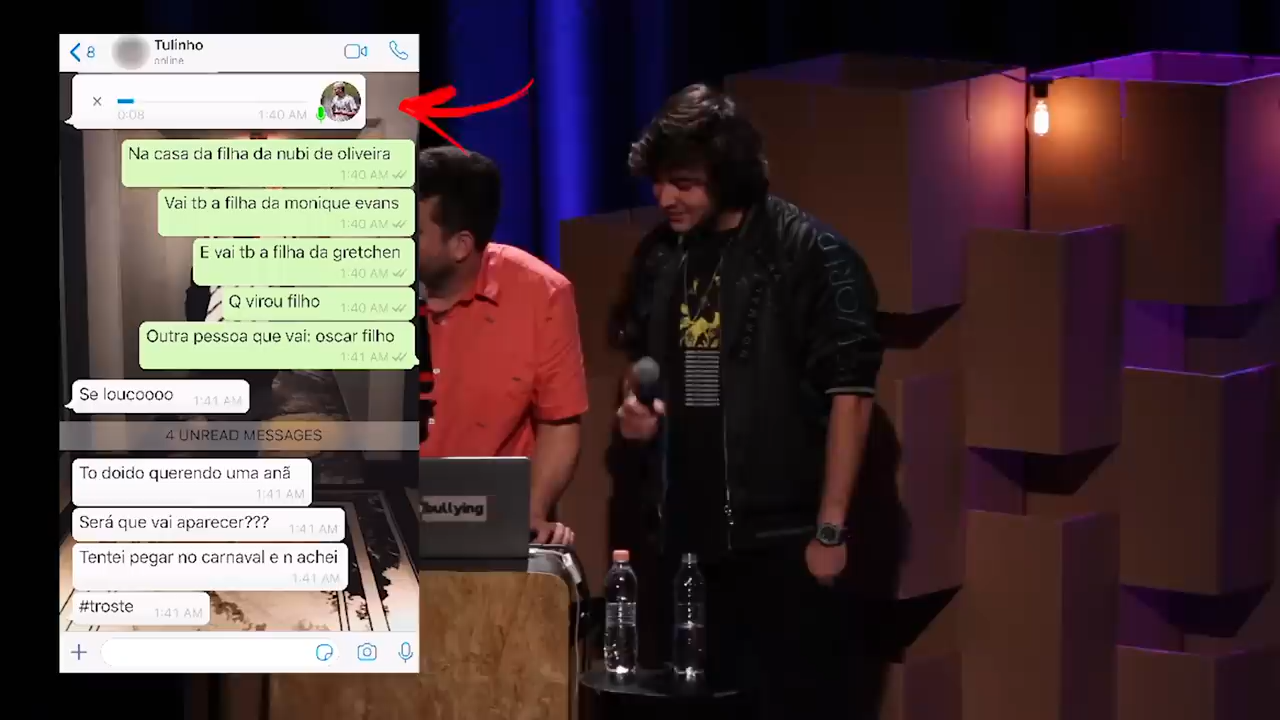 8
Tulinho
online
0:08
1:40 AM
Na casa da filha da nubi de oliveira
1:40 AM
Vai tb a filha da monique evans
1:40 AM
E vai tb a filha da gretchen
1:40 AM
Q virou filho
1:40 AM
Outra pessoa que vai: oscar filho
1:41 AM
Se loucoooo
1:41 AM
4 UNREAD MESSAGES
To doido querendo uma anã
1:41 AM
Será que vai aparecer???
1:41 AM
Tentei pegar no carnaval e n achei
1:41 AM
#troste
1:41 AM
bullying